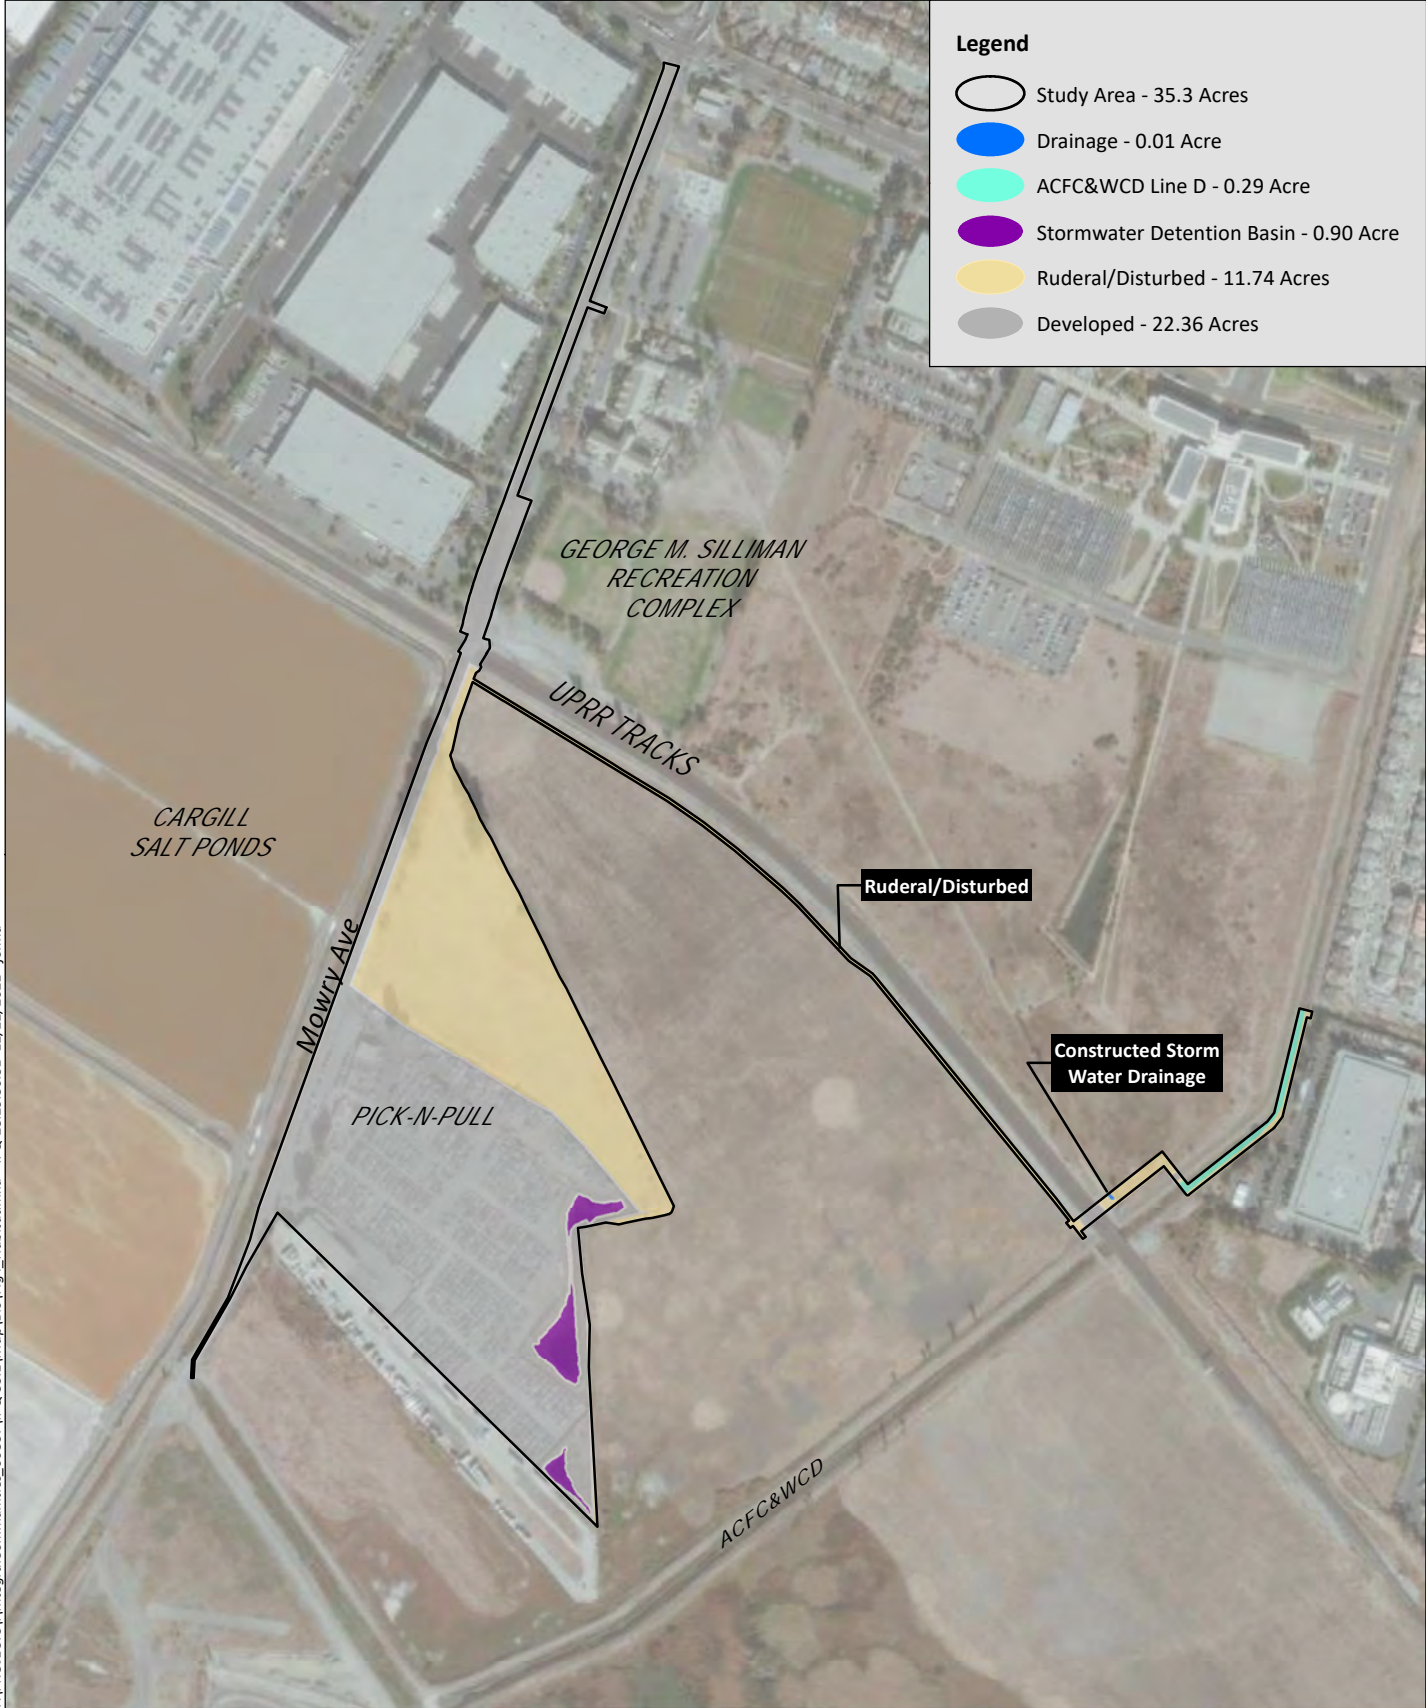 Legend
Study Area - 35.3 Acres
Drainage - 0.01 Acre
ACFC&WCD Line D - 0.29 Acre
Stormwater Detention Basin - 0.90 Acre
Ruderal/Disturbed - 11.74 Acres
Developed - 22.36 Acres
GEORGE M. SILLIMAN
RECREATION
COMPLEX
UPRR TRACKS
CARGILL
SALT PONDS
Ruderal/Disturbed
Mowry Ave
Constructed Storm
Water Drainage
PICK-N-PULL
ACFC&WCD